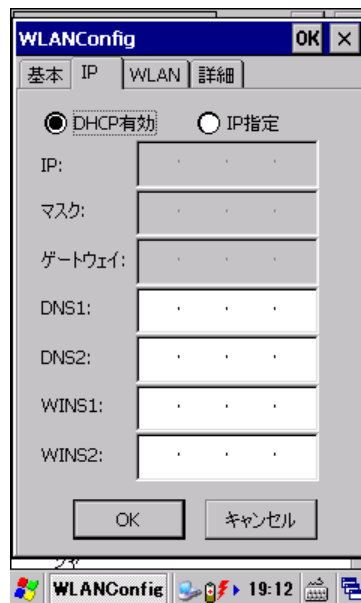 WLANConfig OK ×
基本 IP WLAN 詳細
DHCP有効 IP指定
IP:
マスク:
ゲートウェイ:
DNS1:
DNS2:
WINS1:
WINS2:
OK キャンセル
WLANConfig 19:12